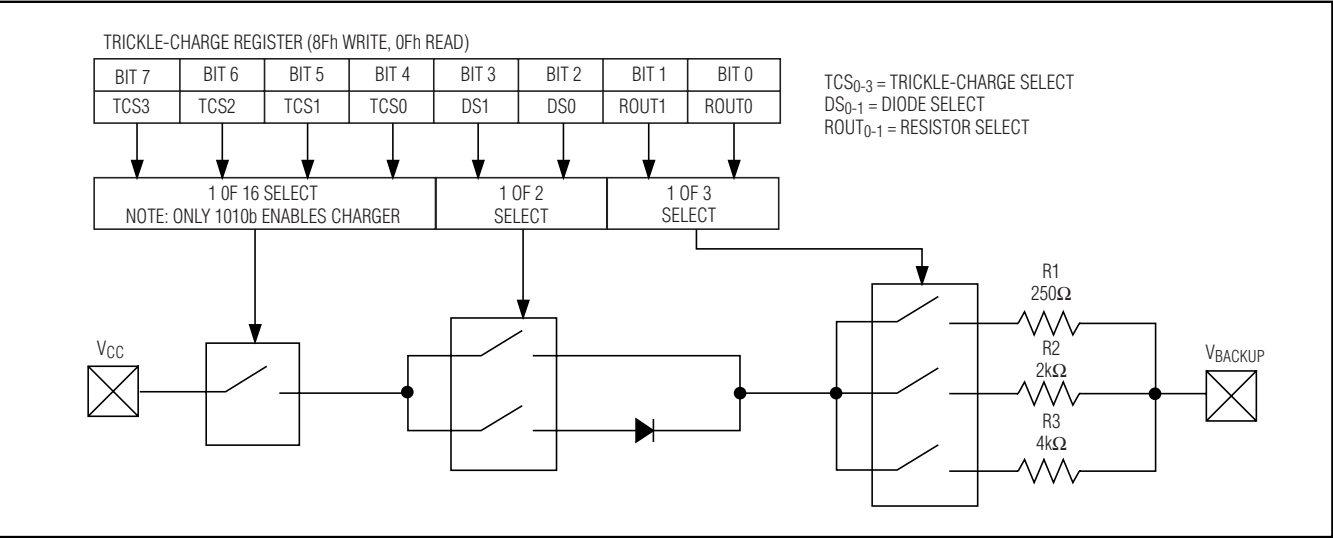 TRICKLE-CHARGE REGISTER (8Fh WRITE, 0Fh READ)
BIT 7 BIT 6 BIT 5 BIT 4 BIT 3 BIT 2 BIT 1 BIT 0
TCS3 TCS2 TCS1 TCS0 DS1 DS0 ROUT1 ROUT0
TCS0-3 = TRICKLE-CHARGE SELECT
DS0-1 = DIODE SELECT
ROUT0-1 = RESISTOR SELECT
1 0F 16 SELECT
NOTE: ONLY 1010b ENABLES CHARGER
1 OF 2
SELECT
1 OF 3
SELECT
VCC
R1
250Ω
R2
2kΩ
R3
4kΩ
VBACKUP